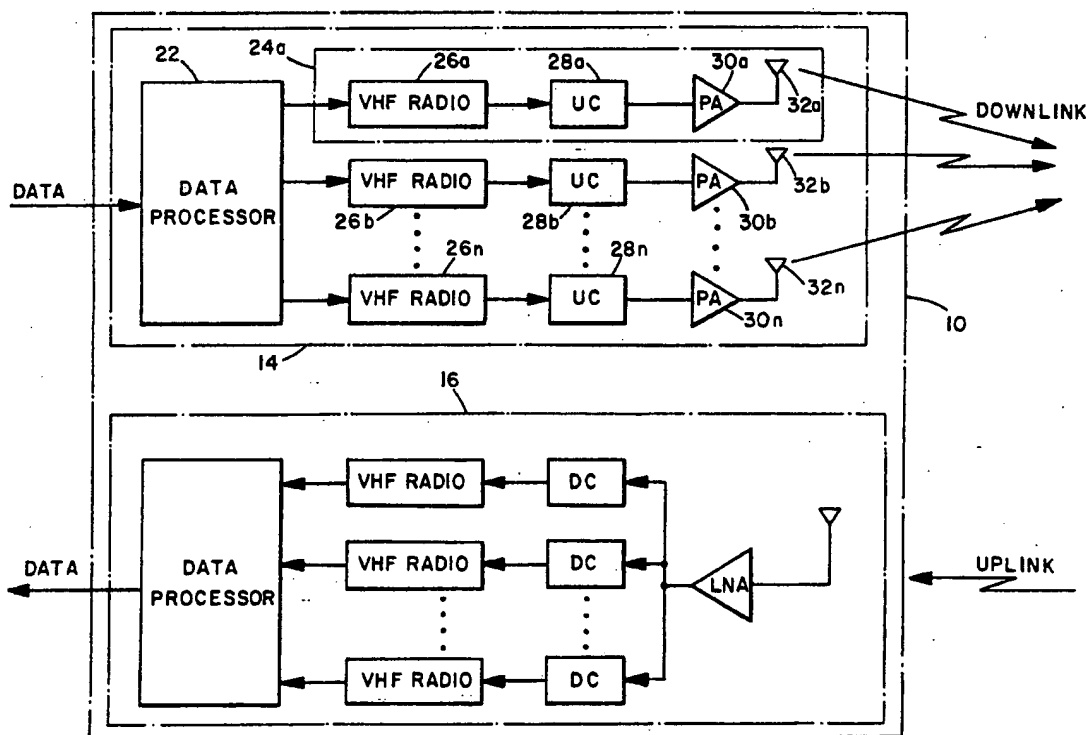 22
24a
26a
28a
30a
VHF RADIO
UC
PA
32a
DOWNLINK
DATA
DATA PROCESSOR
VHF RADIO
UC
PA
32b
26b
28b
30b
26n
28n
VHF RADIO
UC
PA
32n
30n
10
14
16
VHF RADIO
DC
DATA
DATA PROCESSOR
VHF RADIO
DC
LNA
UPLINK
VHF RADIO
DC